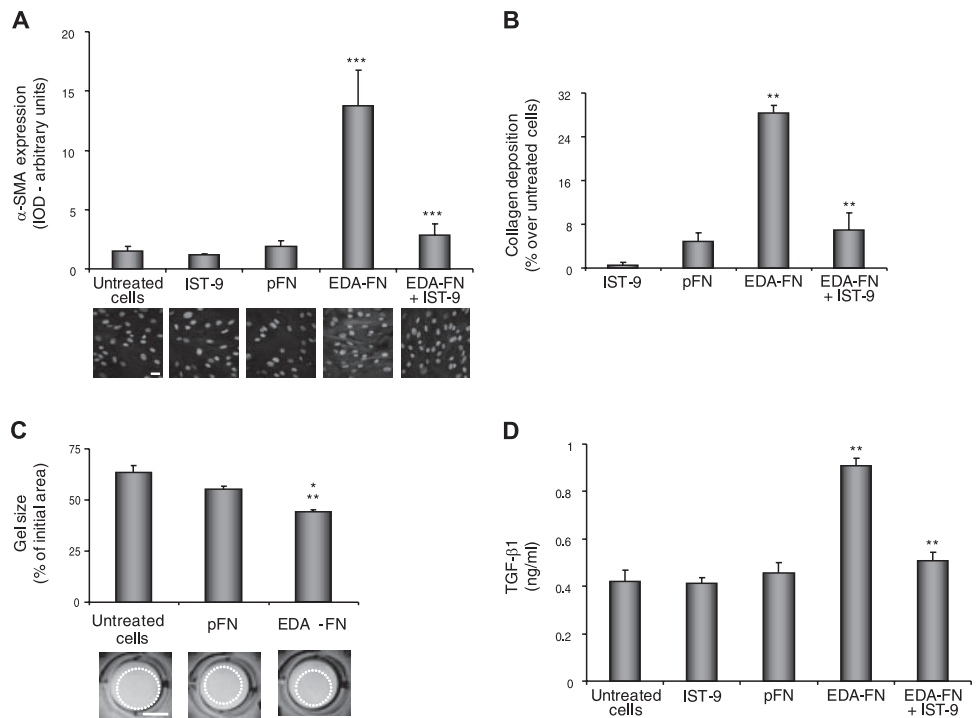 A
α-SMA expression
(IOD - arbitrary units)
20
15
10
5
0
***
***
Untreated
cells
IST-9
pFN
EDA-FN
EDA-FN
+ IST-9
B
Collagen deposition
(% over untreated cells)
32
24
16
8
0
**
**
IST-9
pFN
EDA-FN
EDA-FN
+ IST-9
C
Gel size
(% of initial area)
75
50
25
0
*
**
Untreated
cells
pFN
EDA -FN
D
TGF-β1
(ng/ml)
1
0.8
0.6
0.4
0.2
0
**
**
Untreated
cells
IST-9
pFN
EDA-FN
EDA-FN
+ IST-9